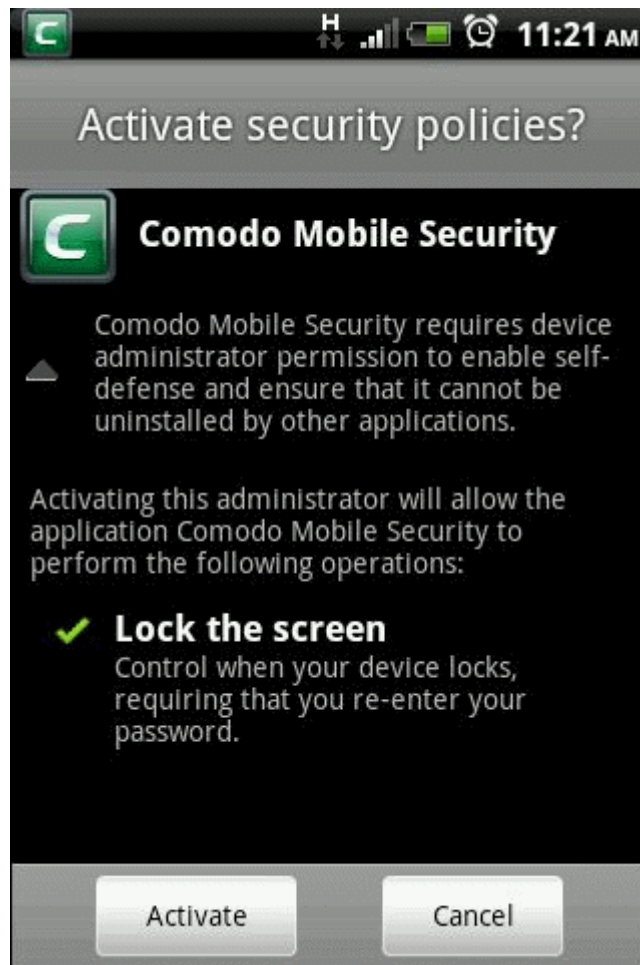 H 11:21 AM
Activate security policies?
C Comodo Mobile Security
Comodo Mobile Security requires device
administrator permission to enable self-
defense and ensure that it cannot be
uninstalled by other applications.
Activating this administrator will allow the
application Comodo Mobile Security to
perform the following operations:
Lock the screen
Control when your device locks,
requiring that you re-enter your
password.
Activate Cancel